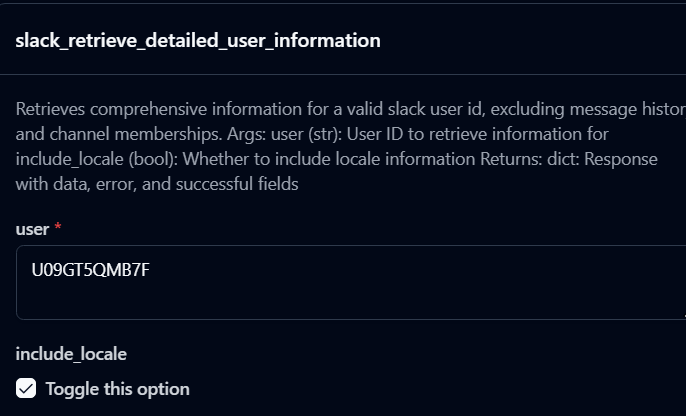 slack_retrieve_detailed_user_information
Retrieves comprehensive information for a valid slack user id, excluding message histor
and channel memberships. Args: user (str): User ID to retrieve information for
include_locale (bool): Whether to include locale information Returns: dict: Response
with data, error, and successful fields
user *
U09GT5QMB7F
include_locale
Toggle this option